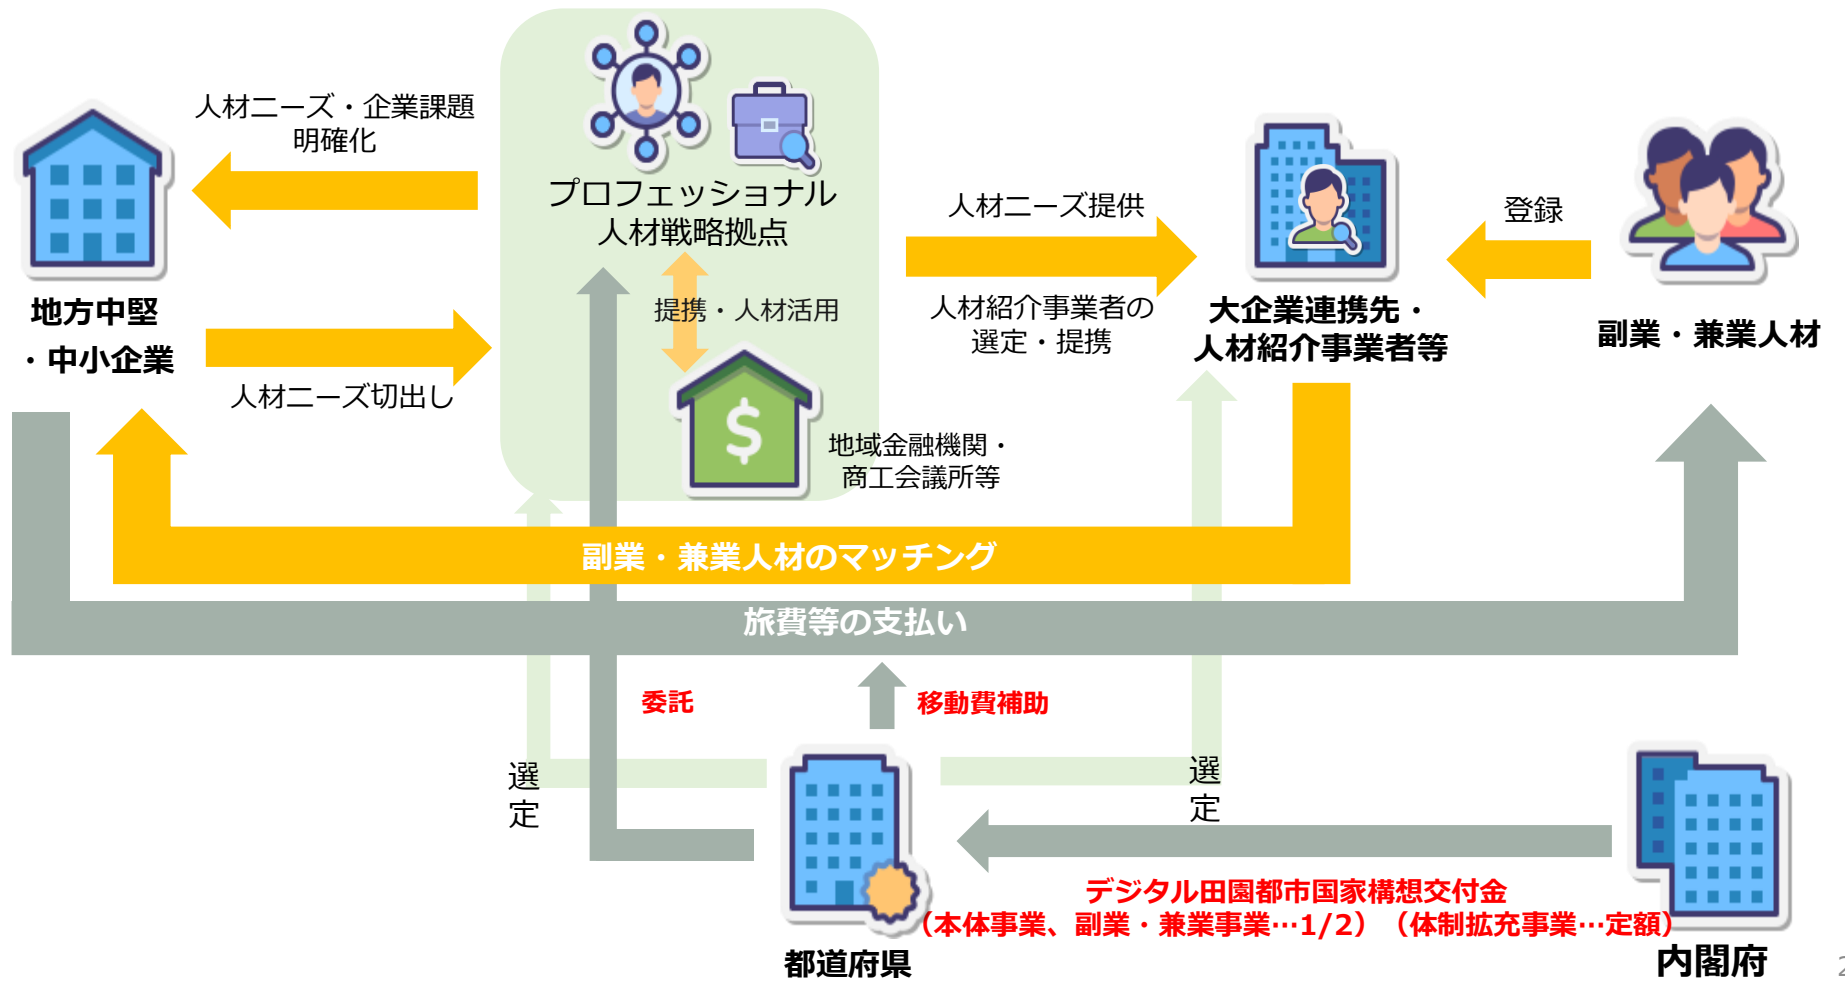 人材ニーズ・企業課題
明確化
プロフェッショナル
人材戦略拠点
人材ニーズ提供
登録
提携・人材活用
人材紹介事業者の
選定・提携
地方中堅
・中小企業
大企業連携先・
人材紹介事業者等
副業・兼業人材
人材ニーズ切出し
$
地域金融機関・
商工会議所等
副業・兼業人材のマッチング
旅費等の支払い
委託
移動費補助
選
定
選
定
デジタル田園都市国家構想交付金
（本体事業、副業・兼業事業…1/2）（体制拡充事業…定額）
都道府県
内閣府